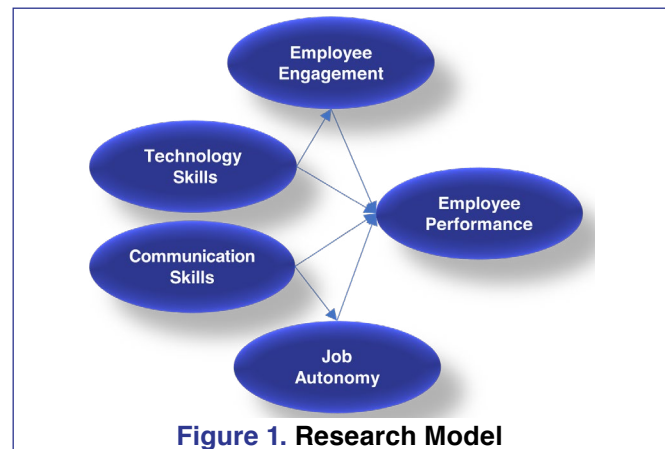 Employee
Engagement
Technology
Skills
Employee
Performance
Communication
Skills
Job
Autonomy
Figure 1. Research Model